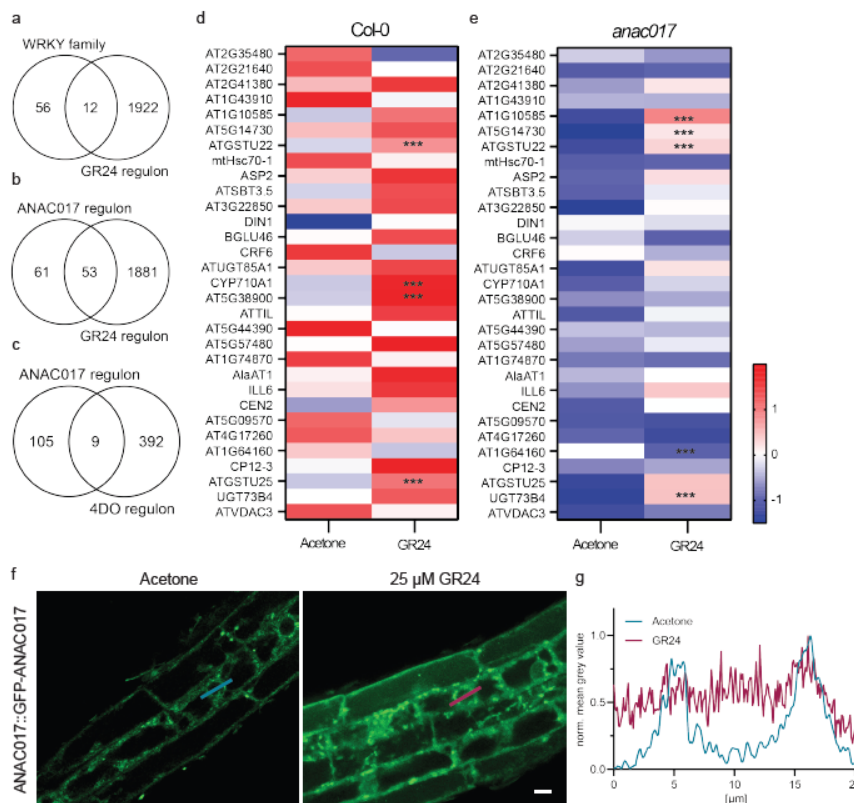 a
WRKY family
56 12 1922
GR24 regulon
b
ANAC017 regulon
61 53 1881
GR24 regulon
c
ANAC017 regulon
105 9 392
4DO regulon
d
Col-0
AT2G35480
AT2G21640
AT2G41380
AT1G43910
AT1G10585
AT5G14730
ATGSTU22 ***
mtHsc70-1
ASP2
ATSBT3.5
AT3G22850
DIN1
BGLU46
CRF6
ATUGT85A1
CYP710A1 ***
AT5G38900 ***
ATTIL
AT5G44390
AT5G57480
AT1G74870
AlaAT1
ILL6
CEN2
AT5G09570
AT4G17260
AT1G64160
CP12-3
ATGSTU25 ***
UGT73B4
ATVDAC3
Acetone GR24
e
anac017
AT2G35480
AT2G21640
AT2G41380
AT1G43910
AT1G10585 ***
AT5G14730 ***
ATGSTU22 ***
mtHsc70-1
ASP2
ATSBT3.5
AT3G22850
DIN1
BGLU46
CRF6
ATUGT85A1
CYP710A1
AT5G38900
ATTIL
AT5G44390
AT5G57480
AT1G74870
AlaAT1
ILL6
CEN2
AT5G09570
AT4G17260
AT1G64160 ***
CP12-3
ATGSTU25
UGT73B4 ***
ATVDAC3
Acetone GR24
1
0
-1
f
Acetone
25 µM GR24
ANAC017::GFP-ANAC017
g
Acetone
GR24
norm. mean grey value
1.0
0.5
0.0
0 5 10 15 2
[µm]